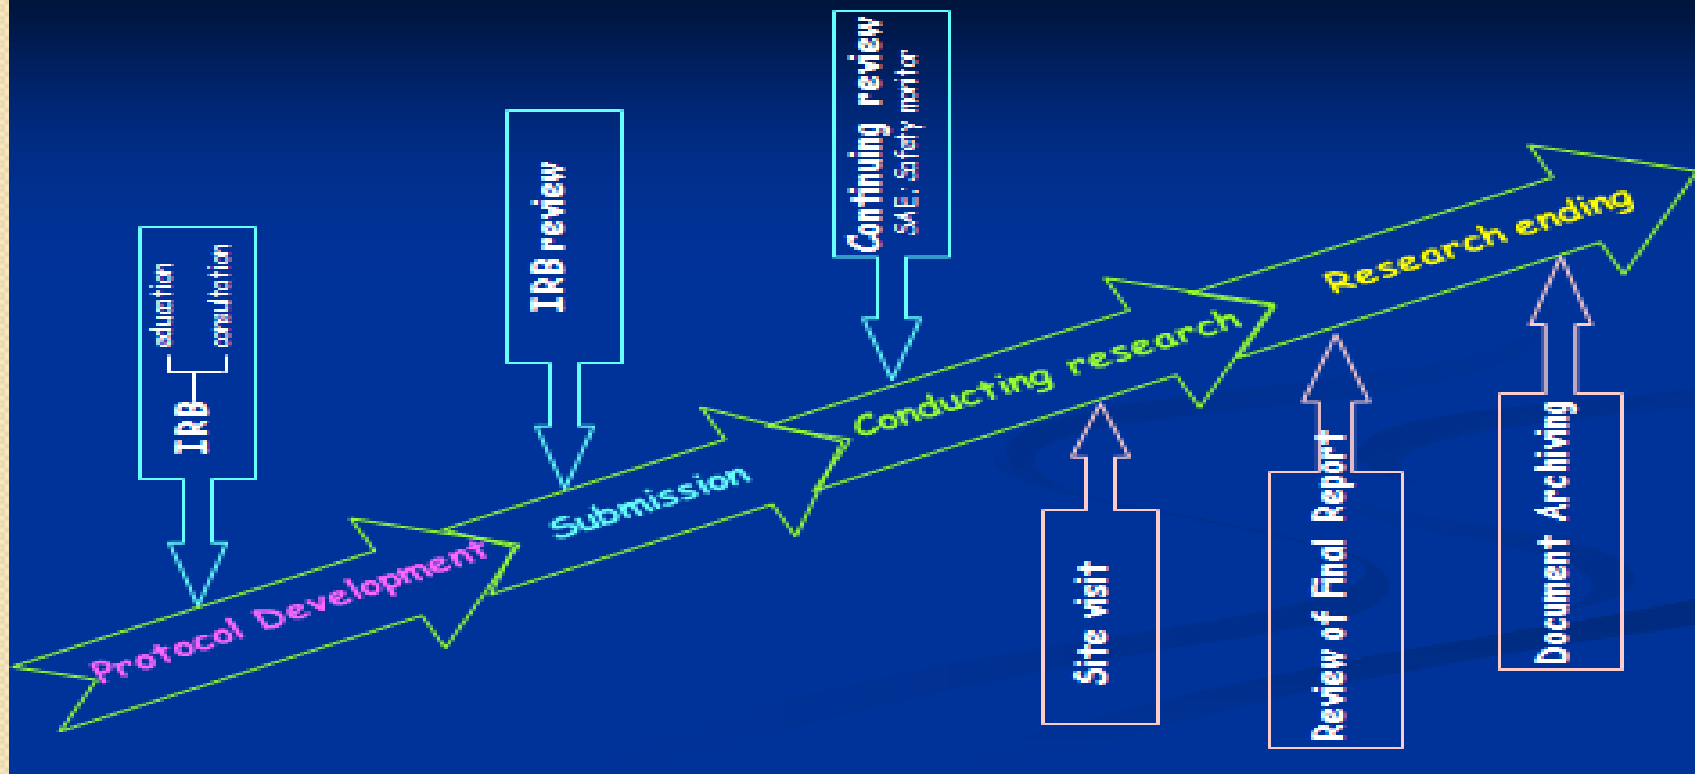 education
consultation
IRB
IRB review
Continuing review
SAE : Safety monitor
Protocal Development
Submission
Conducting research
Research ending
Site visit
Review of Final Report
Document Archiving